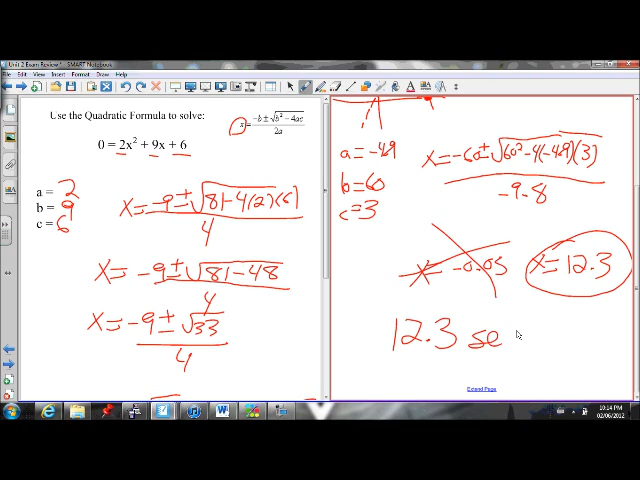 Unit 2 Exam Review * - SMART Notebook
File Edit View Insert Format Tools Draw Help
Use the Quadratic Formula to solve:
x = -b ± √b² - 4ac / 2a
0 = 2x² + 9x + 6
a = 2
b = 9
c = 6
x = -9 ± √81-4(2)(6) / 4
x = -9 ± √81-48 / 4
x = -9 ± √33 / 4
a = -4.9
b = 60
c = 3
x = -60 ± √60²-4(-4.9)(3) / -9.8
x = -0.05
x = 12.3
12.3 se
Extend Page
10:14 PM
02/06/2012